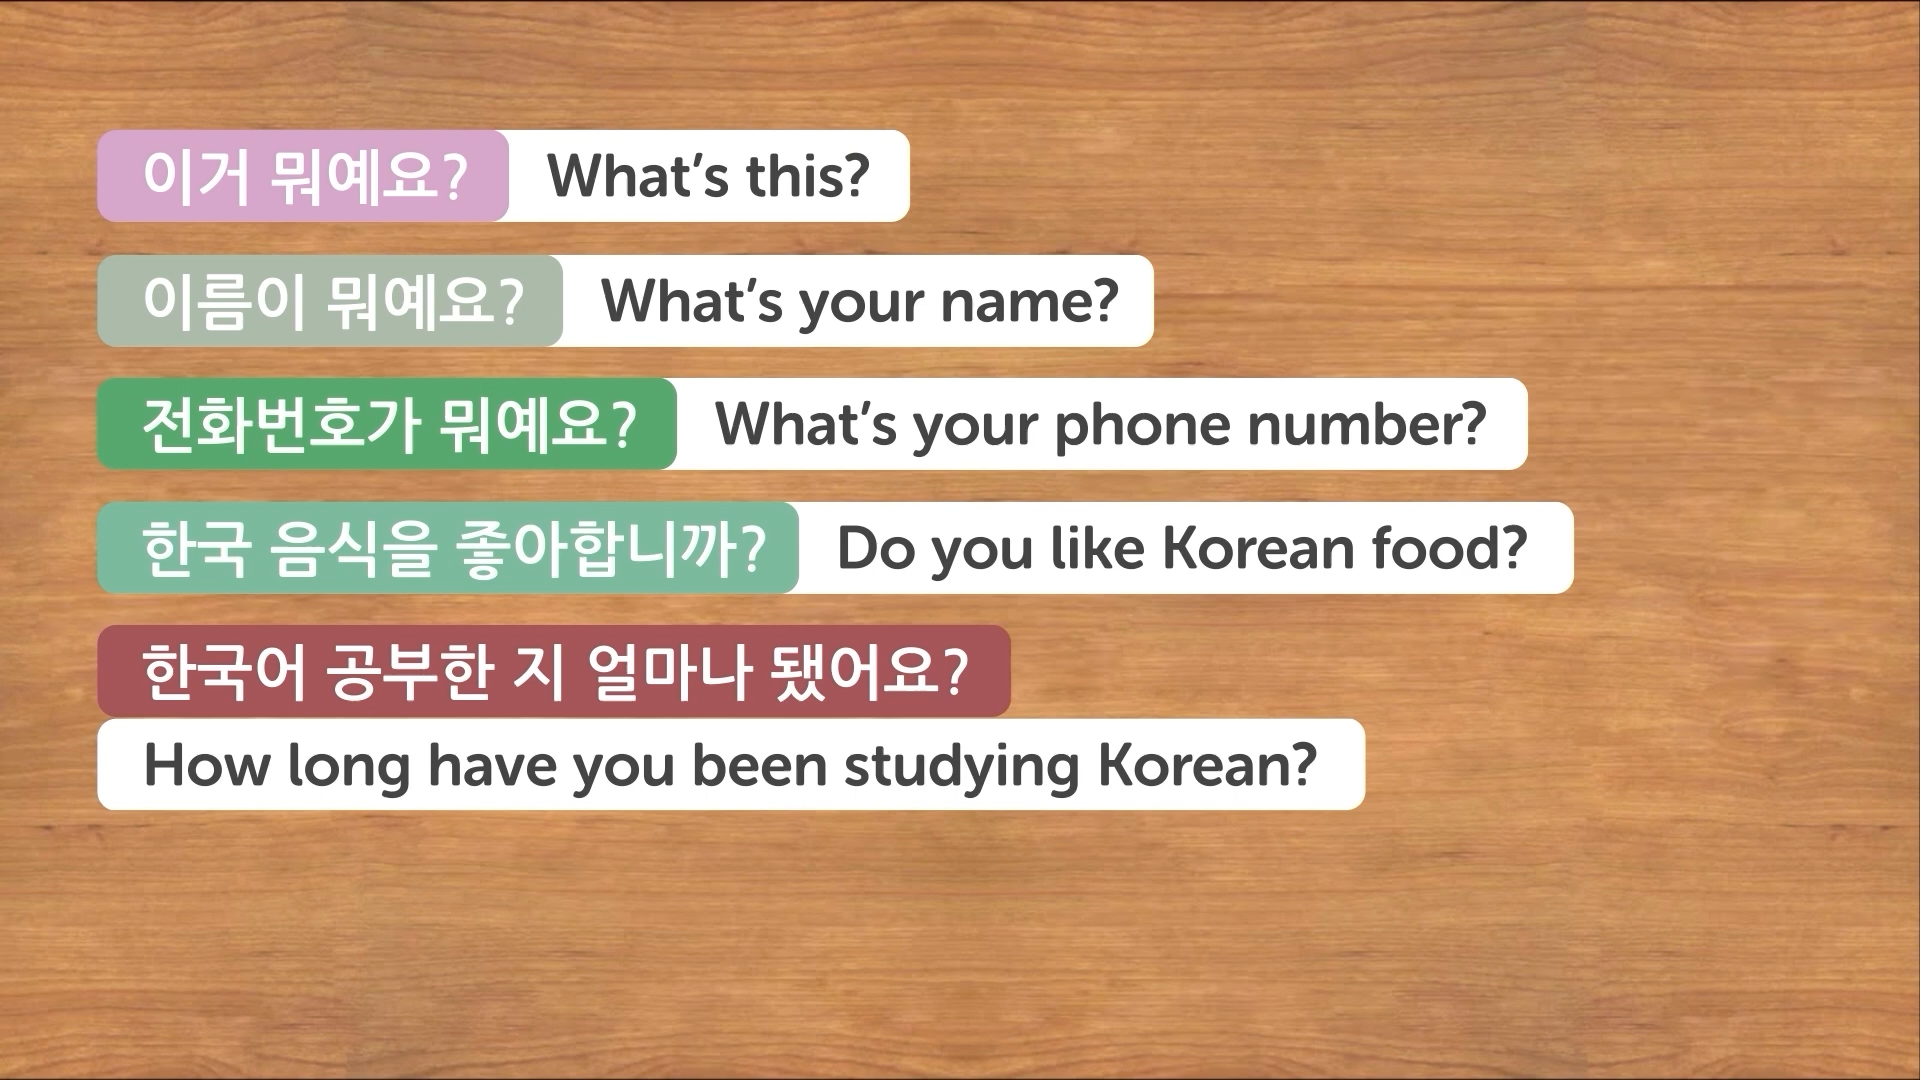 이거 뭐예요? What's this?
이름이 뭐예요? What's your name?
전화번호가 뭐예요? What's your phone number?
한국 음식을 좋아합니까? Do you like Korean food?
한국어 공부한 지 얼마나 됐어요?
How long have you been studying Korean?